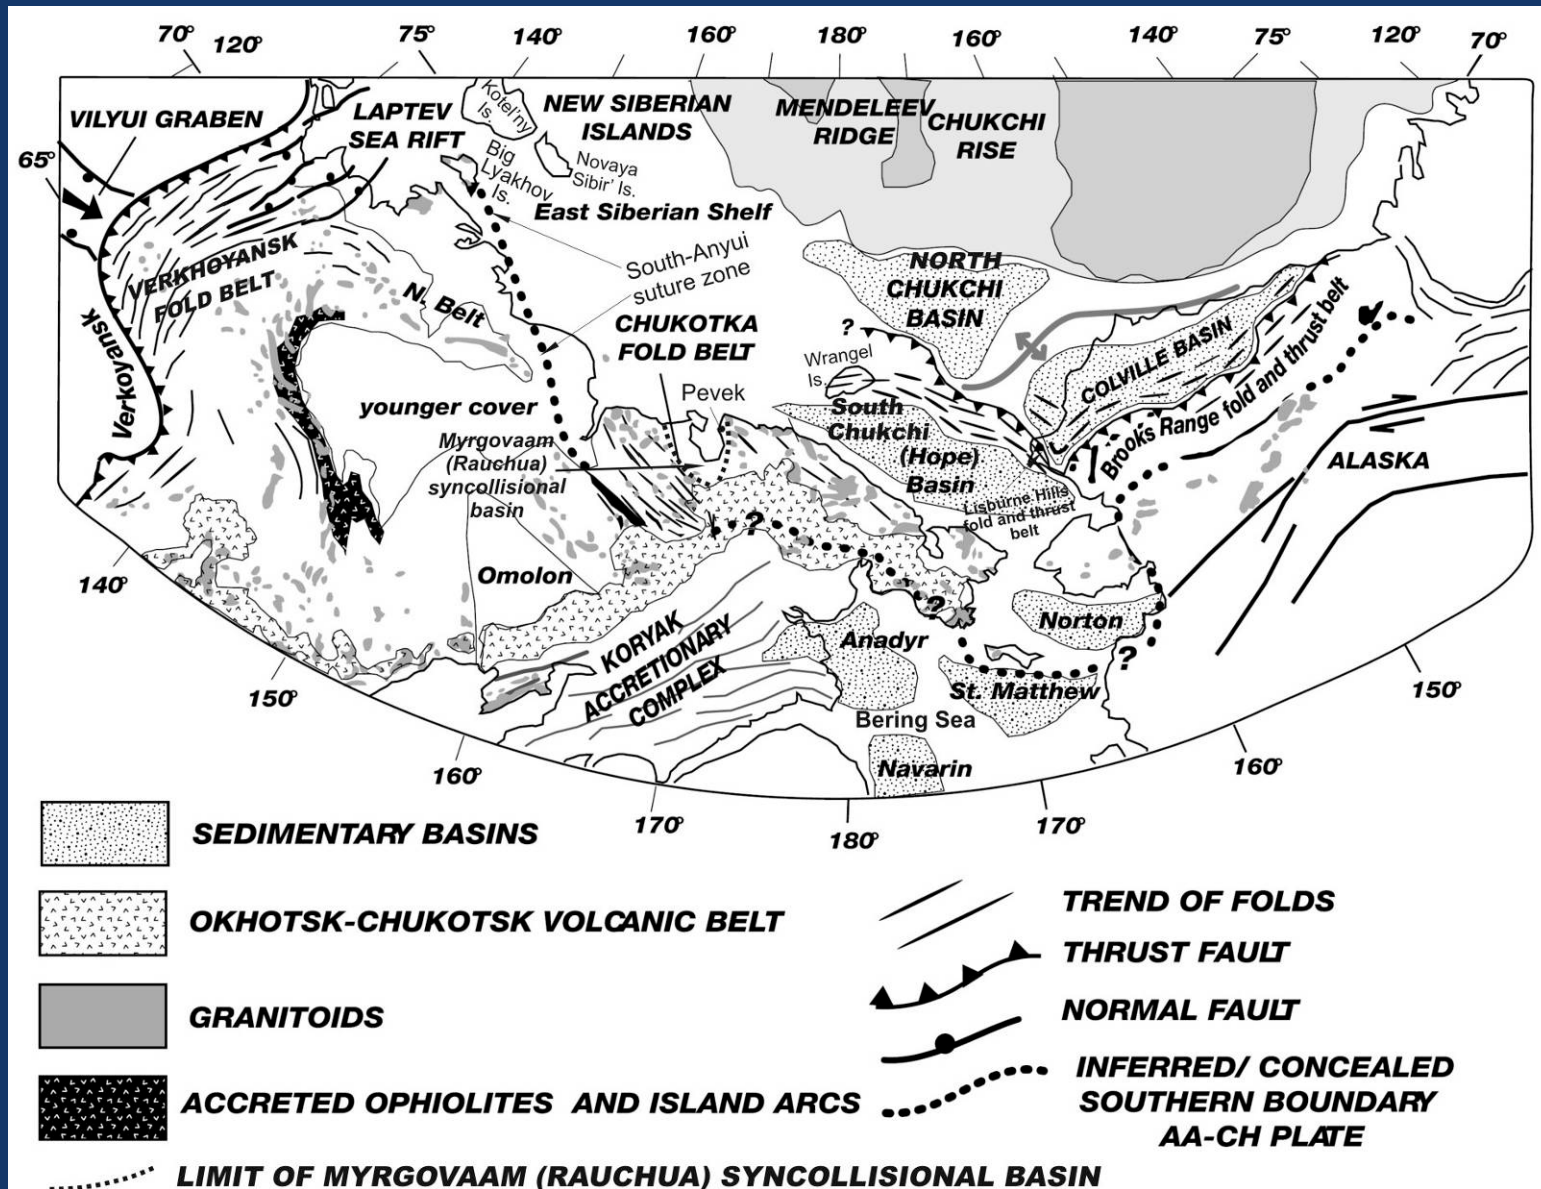 70° 120° 75° 140° 160° 180° 160° 140° 75° 120° 70°
VILYUI GRABEN
65°
LAPTEV
SEA RIFT
Kotel'ny
Is.
NEW SIBERIAN
ISLANDS
MENDELEEV
RIDGE
CHUKCHI
RISE
Big
Lyakhov
Is.
Novaya
Sibir' Is.
East Siberian Shelf
VERKHOYANSK
FOLD BELT
Verkoyansk
N. Belt
South-Anyui
suture zone
NORTH
CHUKCHI
BASIN
CHUKOTKA
FOLD BELT
?
Wrangel
Is.
COLVILLE BASIN
Brooks Range fold and thrust belt
Pevek
younger cover
South
Chukchi
(Hope)
Basin
Myrgovaam
(Rauchua)
syncollisional
basin
Lisburne Hills
fold and thrust
belt
ALASKA
?
Omolon
?
KORYAK
ACCRETIONARY
COMPLEX
Anadyr
Norton
?
St. Matthew
Bering Sea
Navarin
140°
150°
160°
170°
180°
170°
160°
150°
SEDIMENTARY BASINS
OKHOTSK-CHUKOTSK VOLCANIC BELT
GRANITOIDS
ACCRETED OPHIOLITES AND ISLAND ARCS
LIMIT OF MYRGOVAAM (RAUCHUA) SYNCOLLISIONAL BASIN
TREND OF FOLDS
THRUST FAULT
NORMAL FAULT
INFERRED/ CONCEALED
SOUTHERN BOUNDARY
AA-CH PLATE